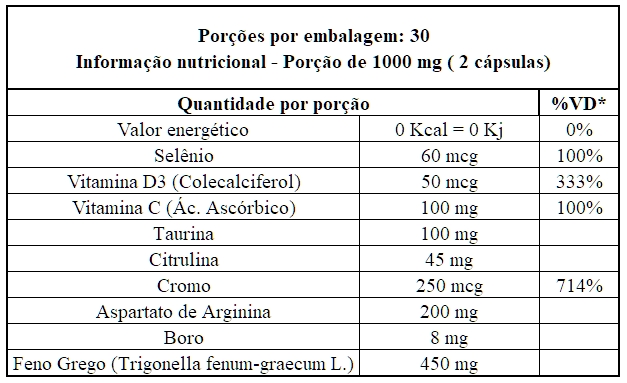 Porções por embalagem: 30
Informação nutricional - Porção de 1000 mg ( 2 cápsulas)
Quantidade por porção %VD*
Valor energético 0 Kcal = 0 Kj 0%
Selênio 60 mcg 100%
Vitamina D3 (Colecalciferol) 50 mcg 333%
Vitamina C (Ác. Ascórbico) 100 mg 100%
Taurina 100 mg
Citrulina 45 mg
Cromo 250 mcg 714%
Aspartato de Arginina 200 mg
Boro 8 mg
Feno Grego (Trigonella fenum-graecum L.) 450 mg